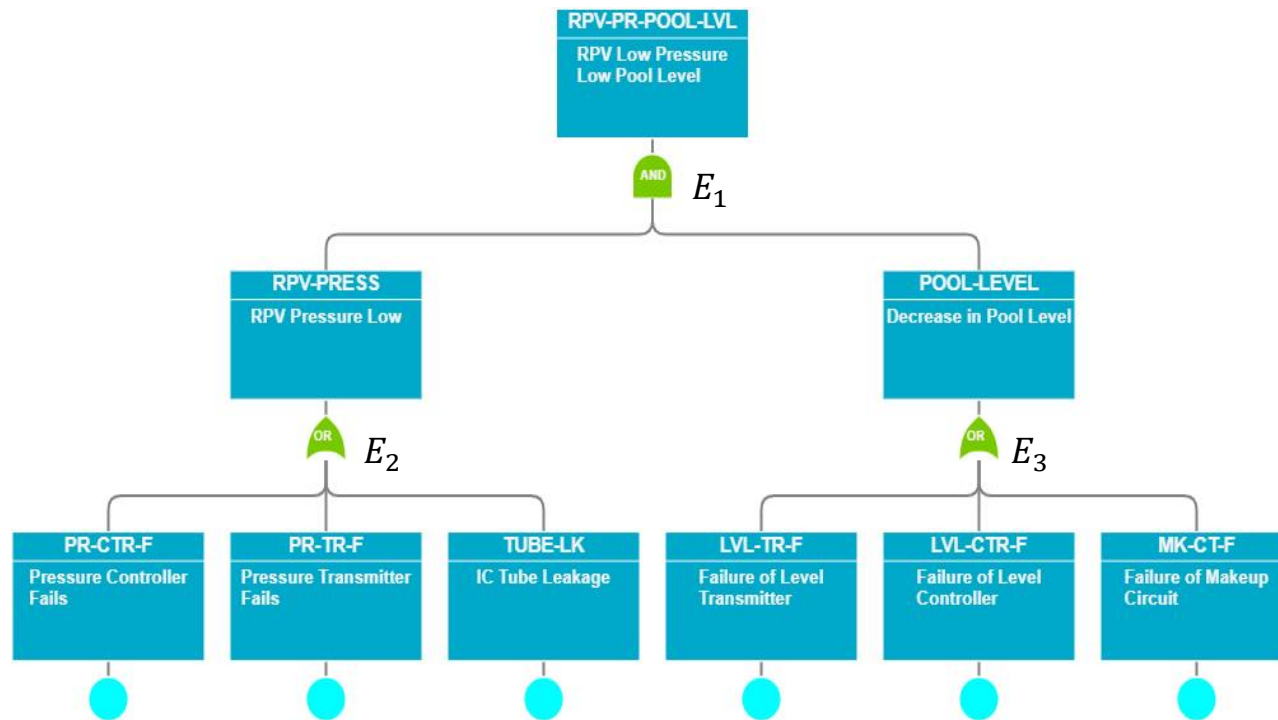 RPV-PR-POOL-LVL
RPV Low Pressure
Low Pool Level
AND
E₁
RPV-PRESS
RPV Pressure Low
POOL-LEVEL
Decrease in Pool Level
OR
E₂
OR
E₃
PR-CTR-F
Pressure Controller
Fails
PR-TR-F
Pressure Transmitter
Fails
TUBE-LK
IC Tube Leakage
LVL-TR-F
Failure of Level
Transmitter
LVL-CTR-F
Failure of Level
Controller
MK-CT-F
Failure of Makeup
Circuit